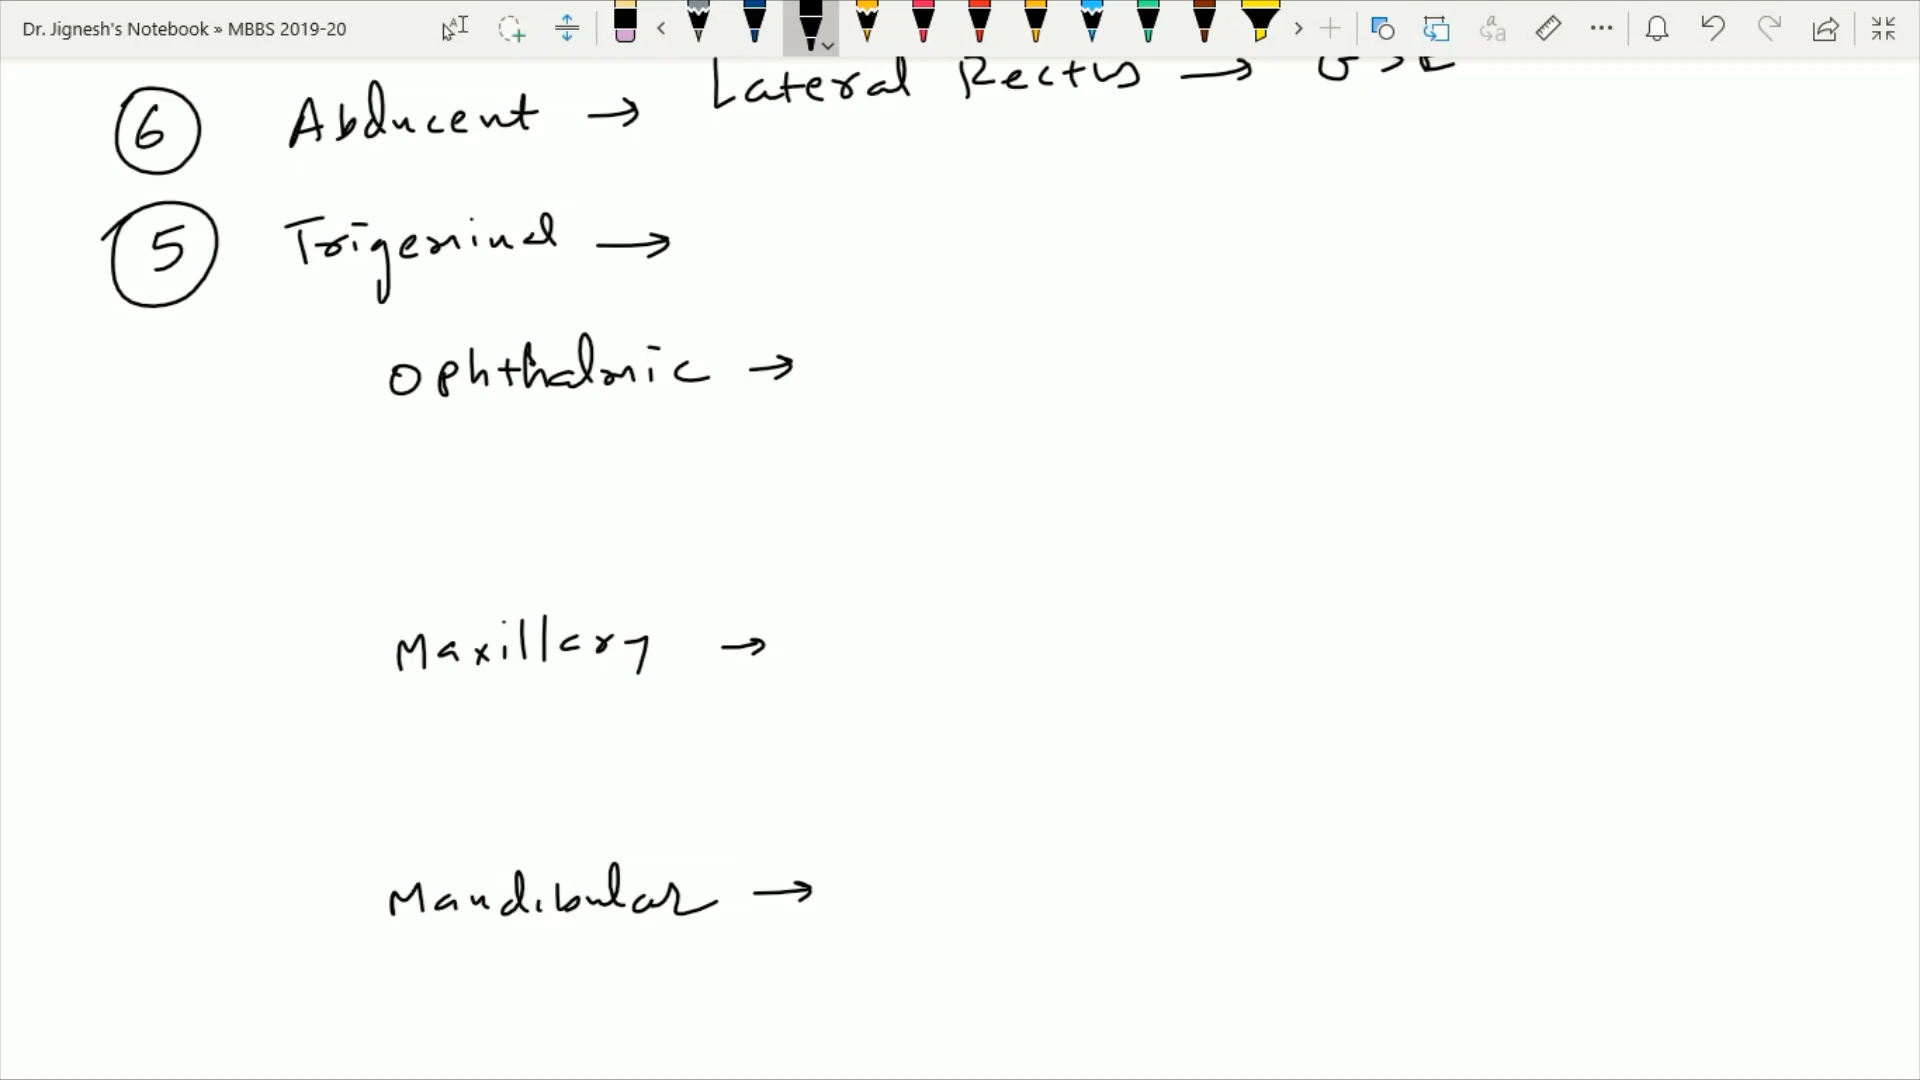 Dr. Jignesh's Notebook » MBBS 2019-20
6 Abducent → Lateral Rectus →
5 Trigeminal →
Ophthalmic →
Maxillary →
Mandibular →